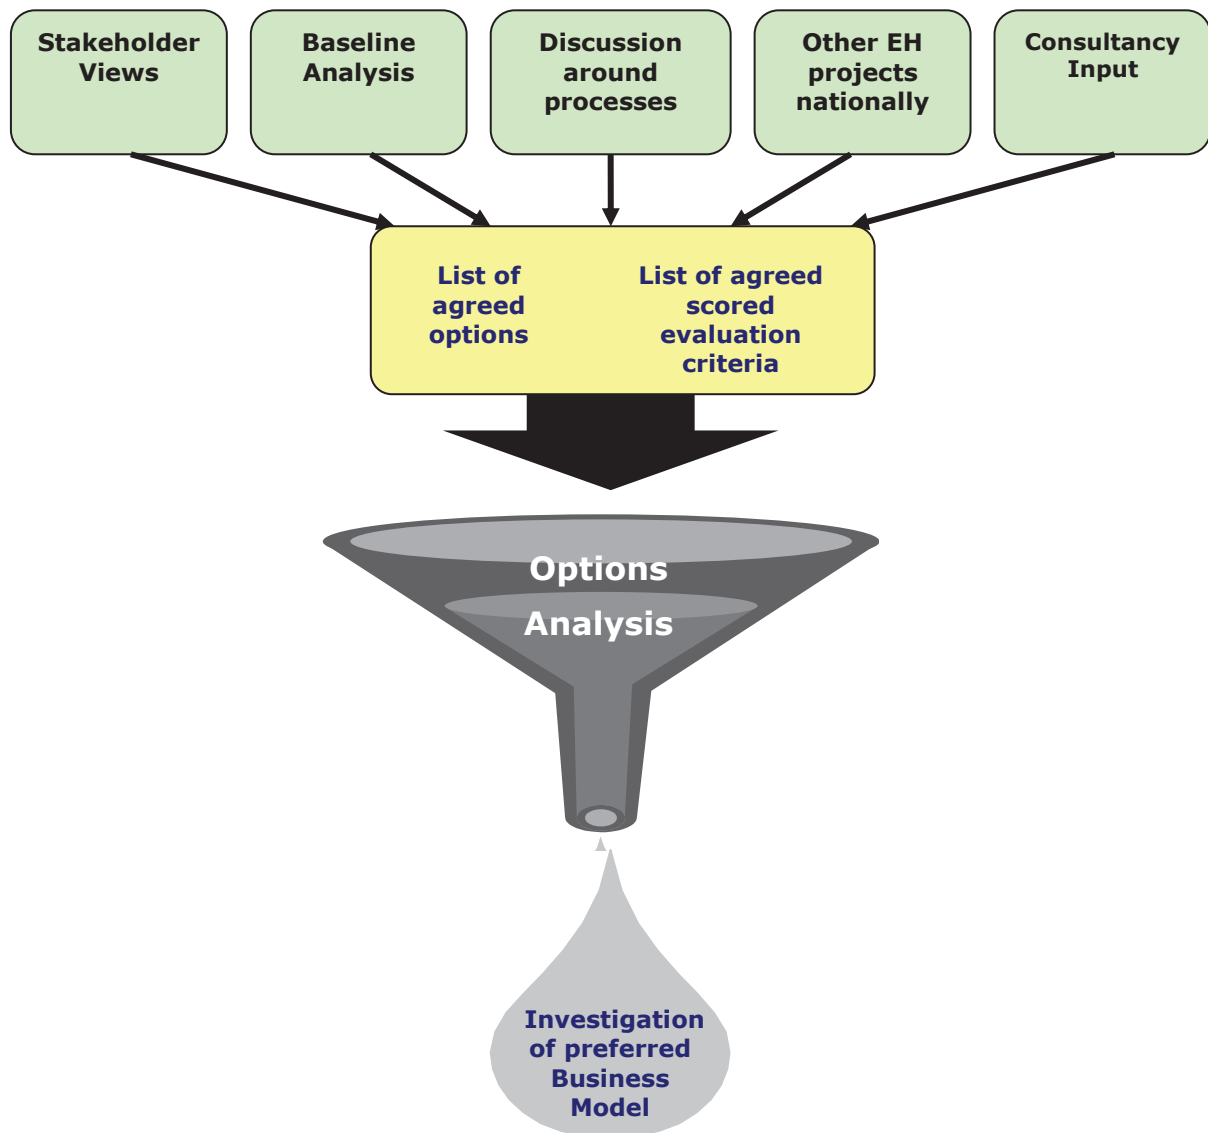 Stakeholder
Views
Baseline
Analysis
Discussion
around
processes
Other EH
projects
nationally
Consultancy
Input
List of
agreed
options
List of agreed
scored
evaluation
criteria
Options
Analysis
Investigation
of preferred
Business
Model